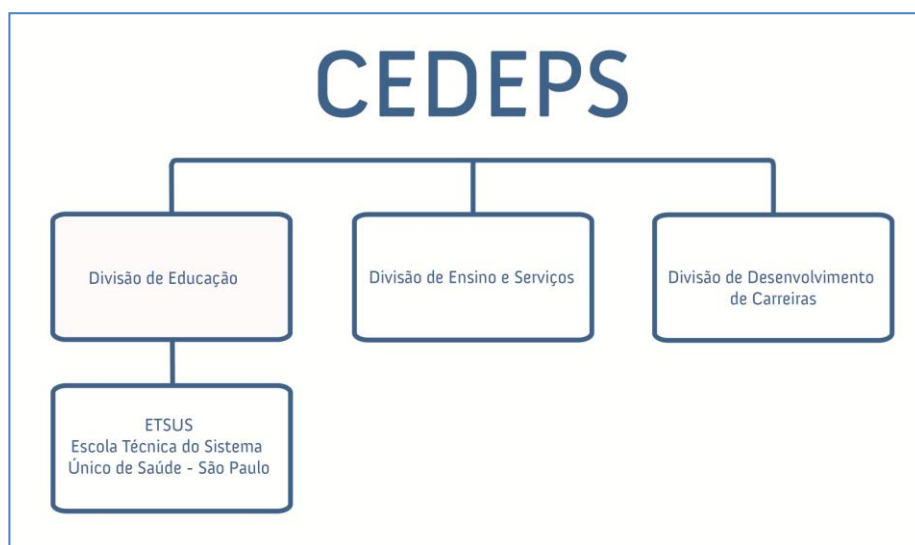 CEDEPS
Divisão de Educação
Divisão de Ensino e Serviços
Divisão de Desenvolvimento
de Carreiras
ETSUS
Escola Técnica do Sistema
Único de Saúde - São Paulo